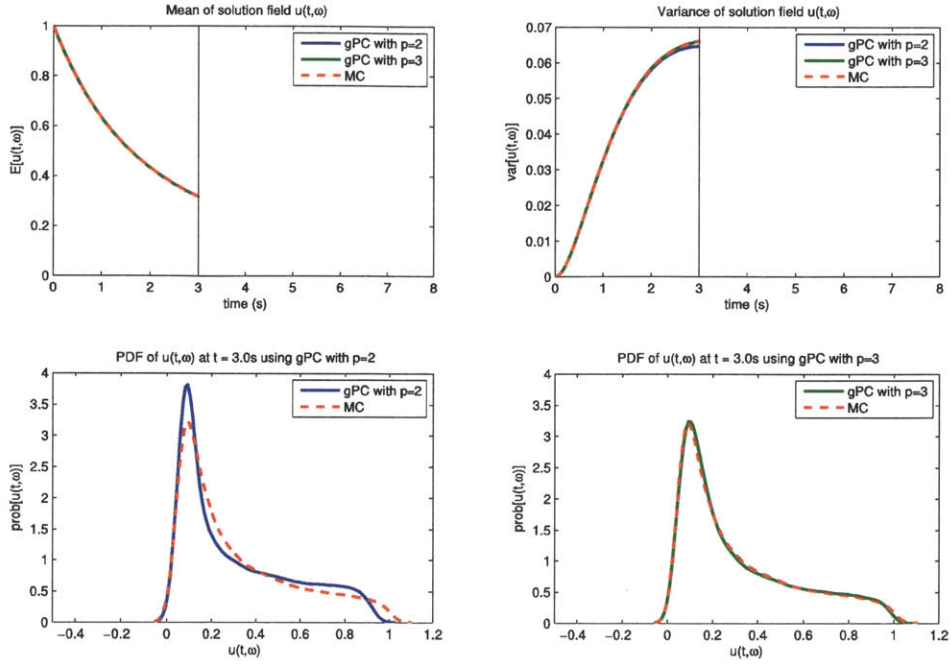 Mean of solution field u(t,ω)
1
0.8
0.6
0.4
0.2
0
E[u(t,ω)]
gPC with p=2
gPC with p=3
MC
0 1 2 3 4 5 6 7 8
time (s)
Variance of solution field u(t,ω)
0.07
0.06
0.05
0.04
0.03
0.02
0.01
0
var[u(t,ω)]
gPC with p=2
gPC with p=3
MC
0 1 2 3 4 5 6 7 8
time (s)
PDF of u(t,ω) at t = 3.0s using gPC with p=2
4
3.5
3
2.5
2
1.5
1
0.5
0
prob[u(t,ω)]
gPC with p=2
MC
−0.4 −0.2 0 0.2 0.4 0.6 0.8 1 1.2
u(t,ω)
PDF of u(t,ω) at t = 3.0s using gPC with p=3
4
3.5
3
2.5
2
1.5
1
0.5
0
prob[u(t,ω)]
gPC with p=3
MC
−0.4 −0.2 0 0.2 0.4 0.6 0.8 1 1.2
u(t,ω)